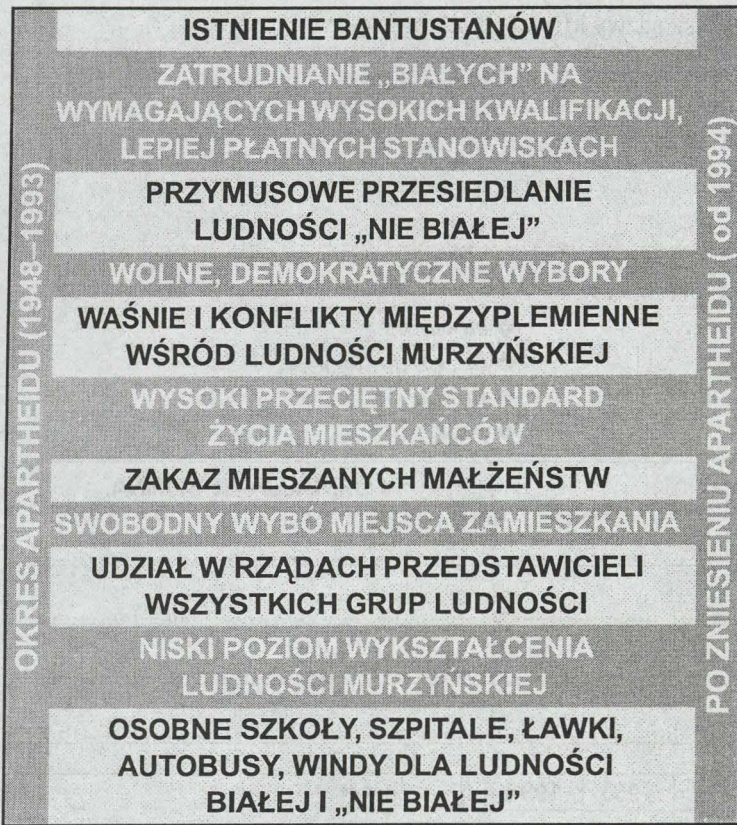 ISTNIENIE BANTUSTANÓW
ZATRUDNIANIE „BIAŁYCH” NA
WYMAGAJĄCYCH WYSOKICH KWALIFIKACJI,
LEPIEJ PŁATNYCH STANOWISKACH
PRZYMUSOWE PRZESIEDLANIE
LUDNOŚCI „NIE BIAŁEJ”
WOLNE, DEMOKRATYCZNE WYBORY
WAŚNIE I KONFLIKTY MIĘDZYPLEMIENNE
WŚRÓD LUDNOŚCI MURZYŃSKIEJ
WYSOKI PRZECIĘTNY STANDARD
ŻYCIA MIESZKAŃCÓW
ZAKAZ MIESZANYCH MAŁŻEŃSTW
SWOBODNY WYBÓ MIEJSCA ZAMIESZKANIA
UDZIAŁ W RZĄDACH PRZEDSTAWICIELI
WSZYSTKICH GRUP LUDNOŚCI
NISKI POZIOM WYKSZTAŁCENIA
LUDNOŚCI MURZYŃSKIEJ
OSOBNE SZKOŁY, SZPITALE, ŁAWKI,
AUTOBUSY, WINDY DLA LUDNOŚCI
BIAŁEJ I „NIE BIAŁEJ”
OKRES APARTHEIDU (1948–1993)
PO ZNIESIENIU APARTHEIDU ( od 1994)